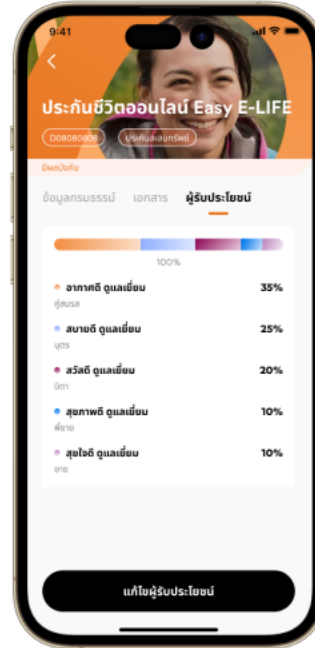 9:41
ประกันชีวิตออนไลน์ Easy E-LIFE
D08080808
ประกันสะสมทรัพย์
มีผลบังคับ
ข้อมูลกรมธรรม์ เอกสาร ผู้รับประโยชน์
100%
อากาศดี ดูแลเยี่ยม 35%
คู่สมรส
สบายดี ดูแลเยี่ยม 25%
บุตร
สวัสดี ดูแลเยี่ยม 20%
บิดา
สุขภาพดี ดูแลเยี่ยม 10%
พี่ชาย
สุขใจดี ดูแลเยี่ยม 10%
ยาย
แก้ไขผู้รับประโยชน์